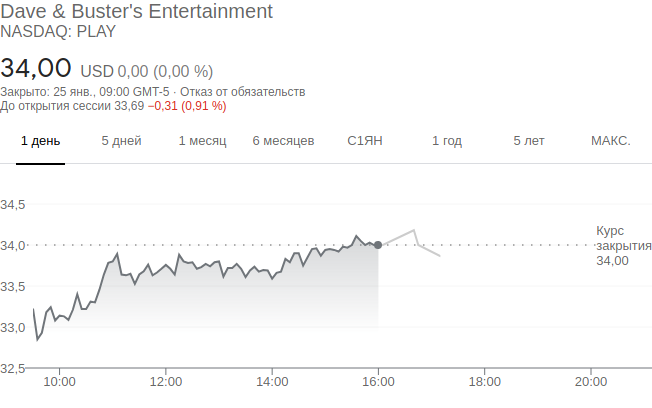 Dave & Buster's Entertainment
NASDAQ: PLAY
34,00 USD 0,00 (0,00 %)
Закрыто: 25 янв., 09:00 GMT-5 · Отказ от обязательств
До открытия сессии 33,69 −0,31 (0,91 %)
1 день 5 дней 1 месяц 6 месяцев С1ЯН 1 год 5 лет МАКС.
34,5
34,0
33,5
33,0
32,5
Курс
закрытия
34,00
10:00 12:00 14:00 16:00 18:00 20:00